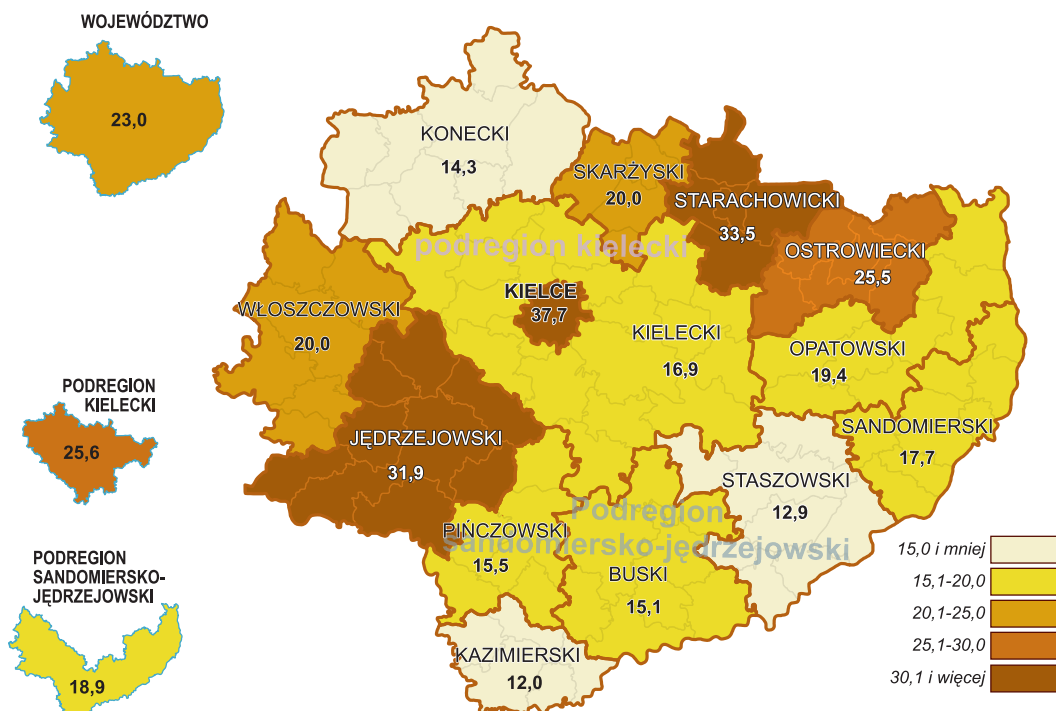 WOJEWÓDZTWO
23,0
KONECKI
14,3
SKARŻYSKI
20,0
STARACHOWICKI
33,5
OSTROWIECKI
25,5
podregion kielecki
KIELCE
37,7
WŁOSZCZOWSKI
20,0
KIELECKI
16,9
OPATOWSKI
19,4
PODREGION
KIELECKI
25,6
JĘDRZEJOWSKI
31,9
SANDOMIERSKI
17,7
STASZOWSKI
12,9
Podregion
sandomiersko-jędrzejowski
PIŃCZOWSKI
15,5
BUSKI
15,1
PODREGION
SANDOMIERSKO-
JĘDRZEJOWSKI
18,9
KAZIMIERSKI
12,0
15,0 i mniej
15,1-20,0
20,1-25,0
25,1-30,0
30,1 i więcej